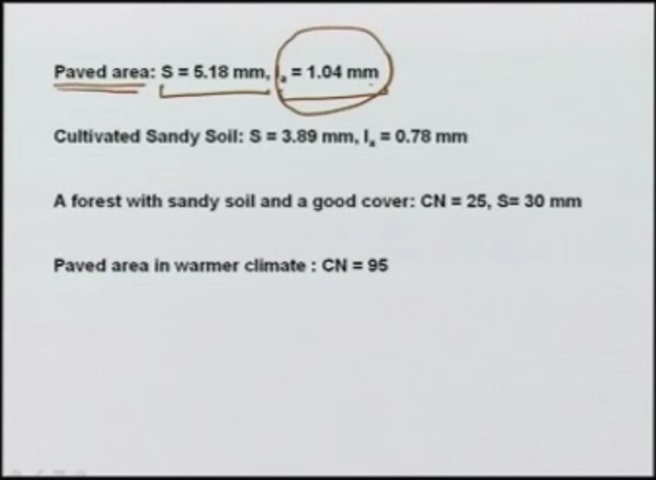 Paved area: S = 5.18 mm, Iₐ = 1.04 mm
Cultivated Sandy Soil: S = 3.89 mm, Iₐ = 0.78 mm
A forest with sandy soil and a good cover: CN = 25, S= 30 mm
Paved area in warmer climate : CN = 95